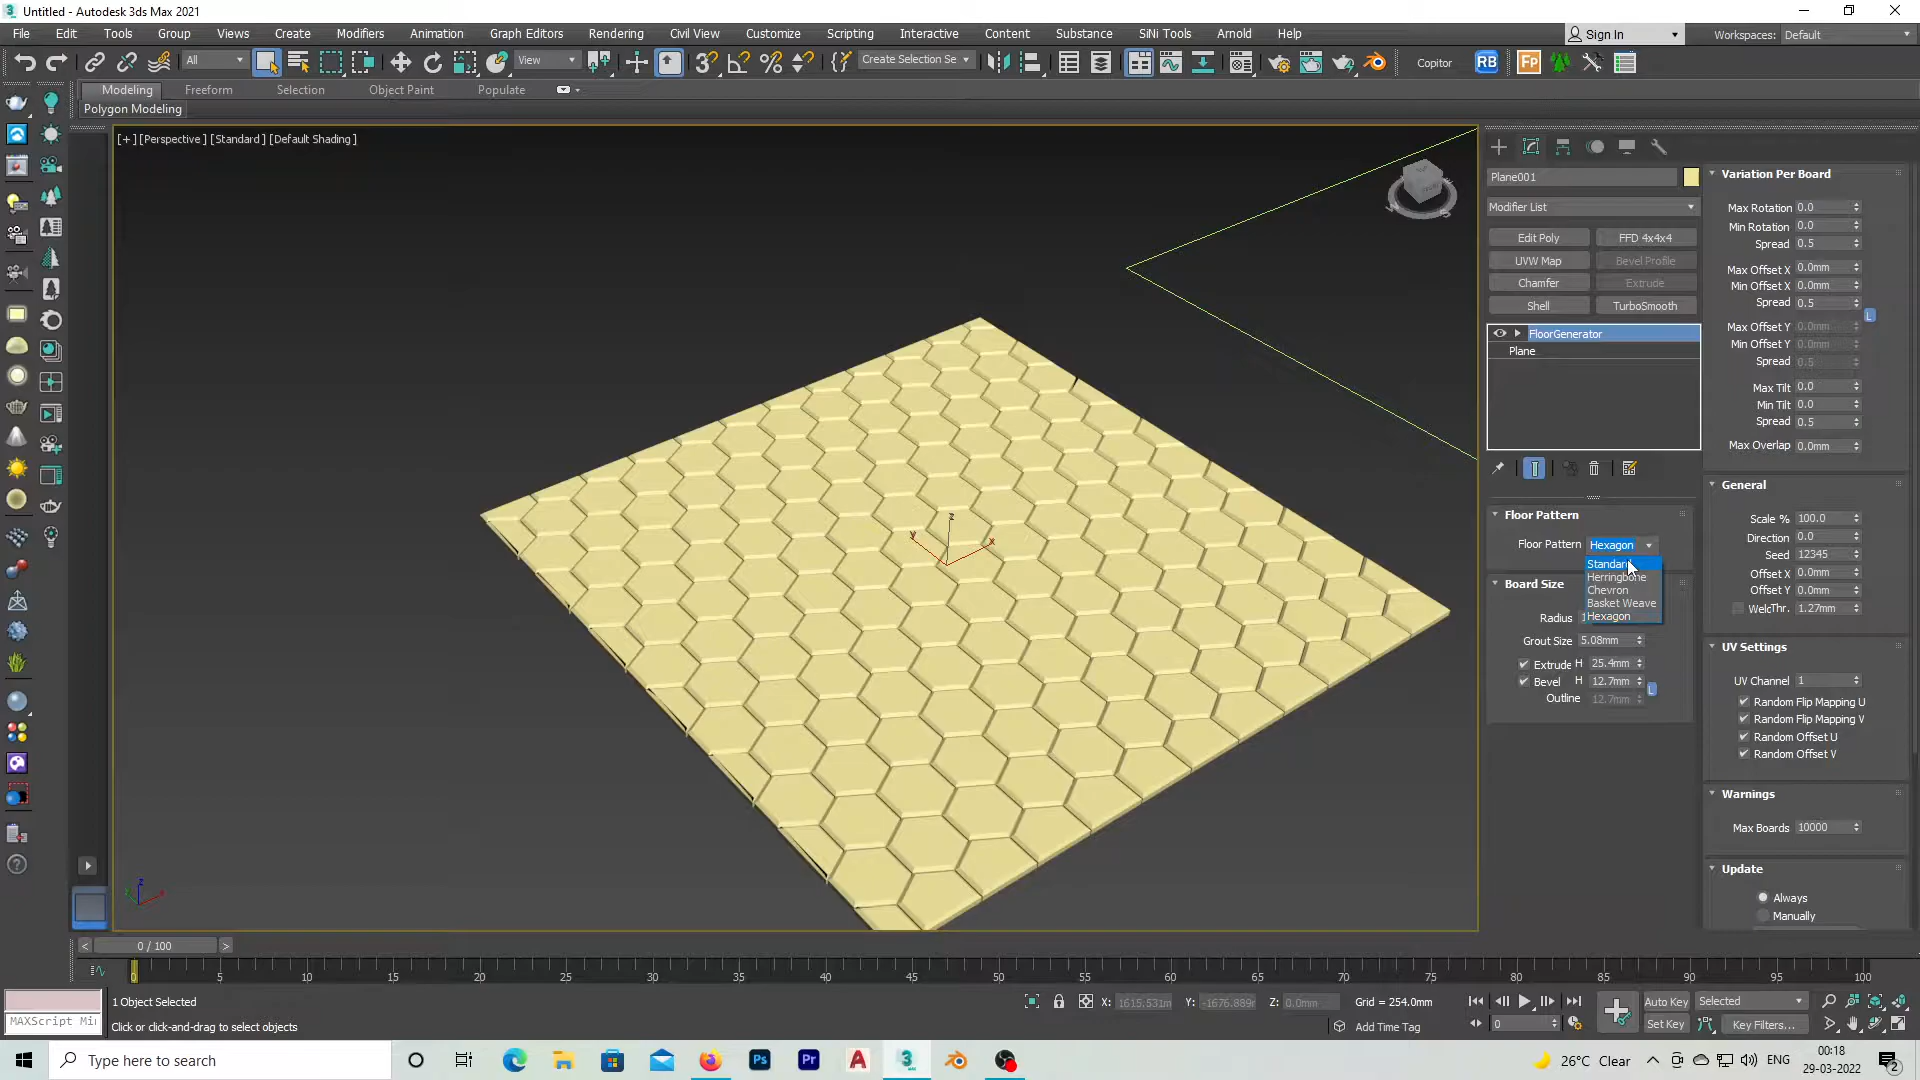 Untitled - Autodesk 3ds Max 2021
File Edit Tools Group Views Create Modifiers Animation Graph Editors Rendering Civil View Customize Scripting Interactive Content Substance SiNi Tools Arnold Help Sign In Workspaces: Default
All View Create Selection Se Copitor RB Fp
Modeling Freeform Selection Object Paint Populate
Polygon Modeling
[+] [Perspective] [Standard] [Default Shading]
Plane001
Modifier List
Edit Poly FFD 4x4x4
UVW Map Bevel Profile
Chamfer Extrude
Shell TurboSmooth
FloorGenerator
Plane
Floor Pattern
Floor Pattern Hexagon
Standard
Herringbone
Chevron
Basket Weave
Hexagon
Board Size
Radius
Grout Size 5.08mm
Extrude H 25.4mm
Bevel H 12.7mm L
Outline 12.7mm
Variation Per Board
Max Rotation 0.0
Min Rotation 0.0
Spread 0.5
Max Offset X 0.0mm
Min Offset X 0.0mm
Spread 0.5
L
Max Offset Y 0.0mm
Min Offset Y 0.0mm
Spread 0.5
Max Tilt 0.0
Min Tilt 0.0
Spread 0.5
Max Overlap 0.0mm
General
Scale % 100.0
Direction 0.0
Seed 12345
Offset X 0.0mm
Offset Y 0.0mm
WelcThr. 1.27mm
UV Settings
UV Channel 1
Random Flip Mapping U
Random Flip Mapping V
Random Offset U
Random Offset V
Warnings
Max Boards 10000
Update
Always
Manually
z
y x
0 / 100
0 5 10 15 20 25 30 35 40 45 50 55 60 65 70 75 80 85 90 95 100
1 Object Selected X: 1615.531m Y: -1676.889m Z: 0.0mm Grid = 254.0mm Auto Key Selected
MAXScript Mi Click or click-and-drag to select objects Add Time Tag 0 Set Key Key Filters...
Type here to search Ps Pr A 3 26°C Clear ENG 00:18
29-03-2022 2